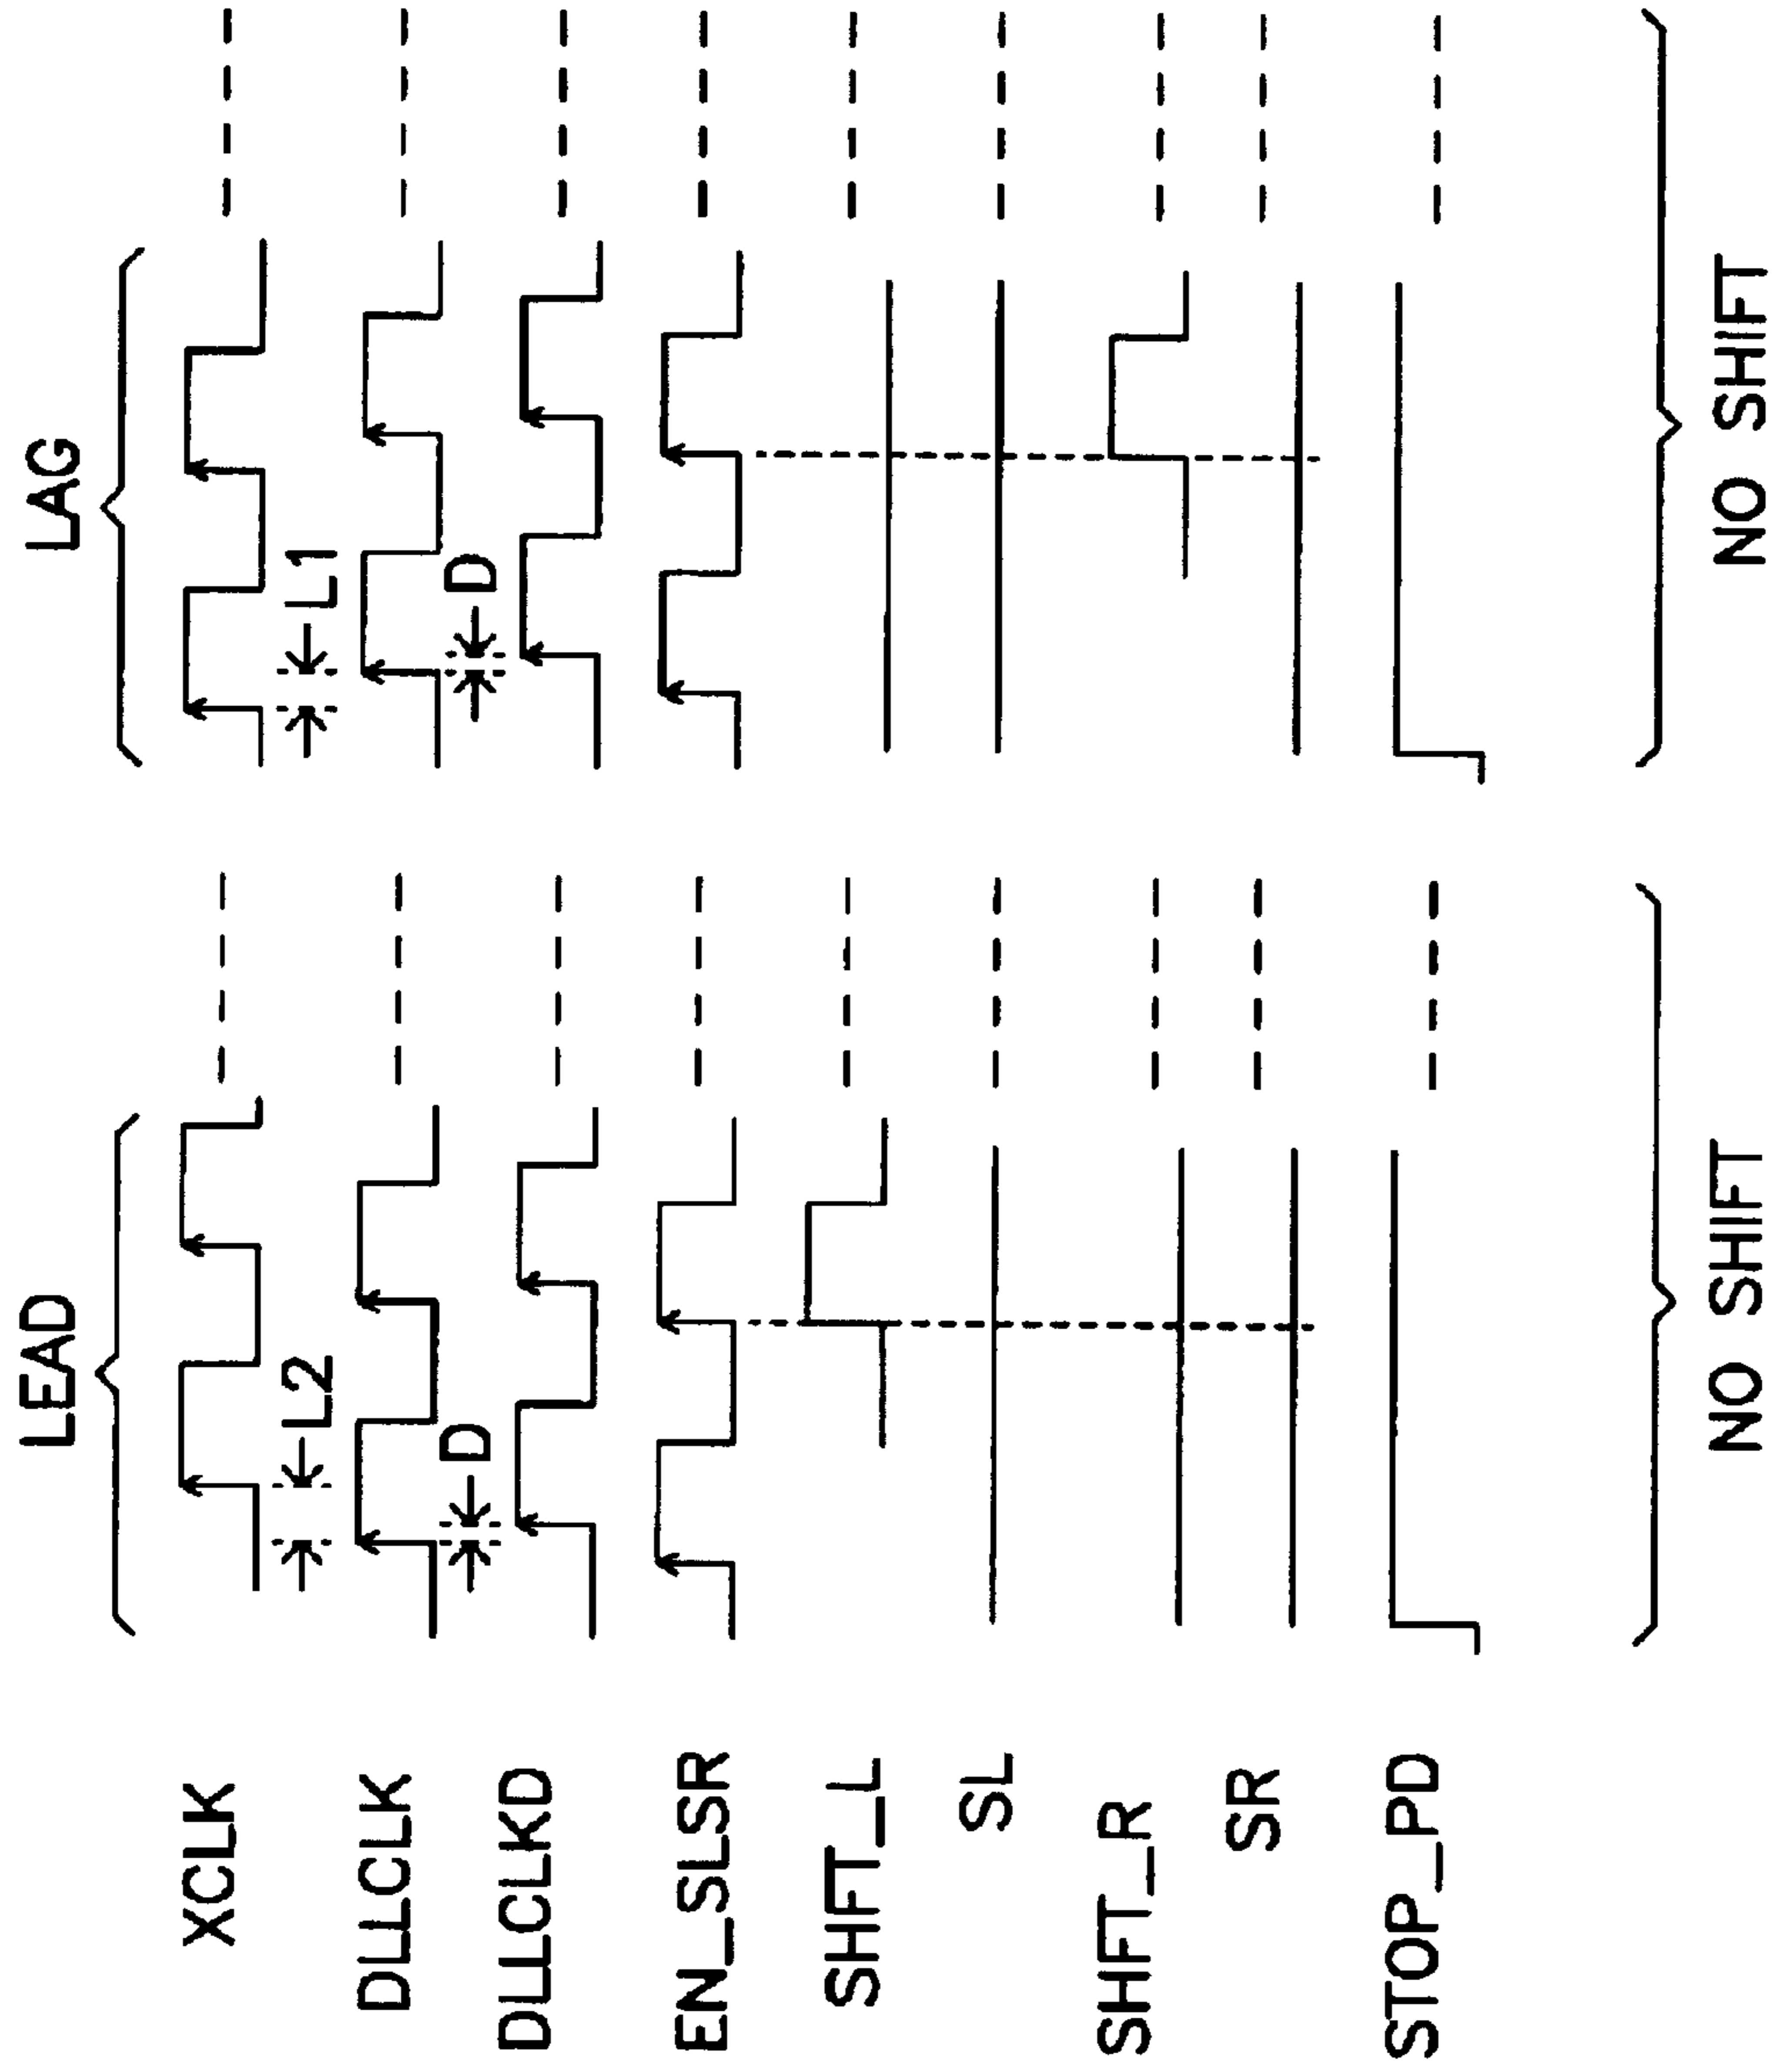 LEAD LAG
XCLK
L2 L1
DLLCLK
D D
DLLCLKD
EN_SLSR
SHFT_L
SL
SHFT_R
SR
STOP_PD
NO SHIFT NO SHIFT